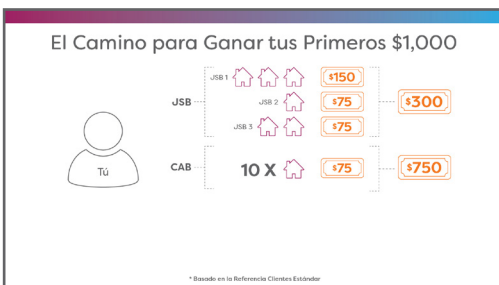 El Camino para Ganar tus Primeros $1,000
JSB 1 $150
JSB JSB 2 $75 $300
JSB 3 $75
Tú
CAB 10 X $75 $750
* Basado en la Referencia Clientes Estándar